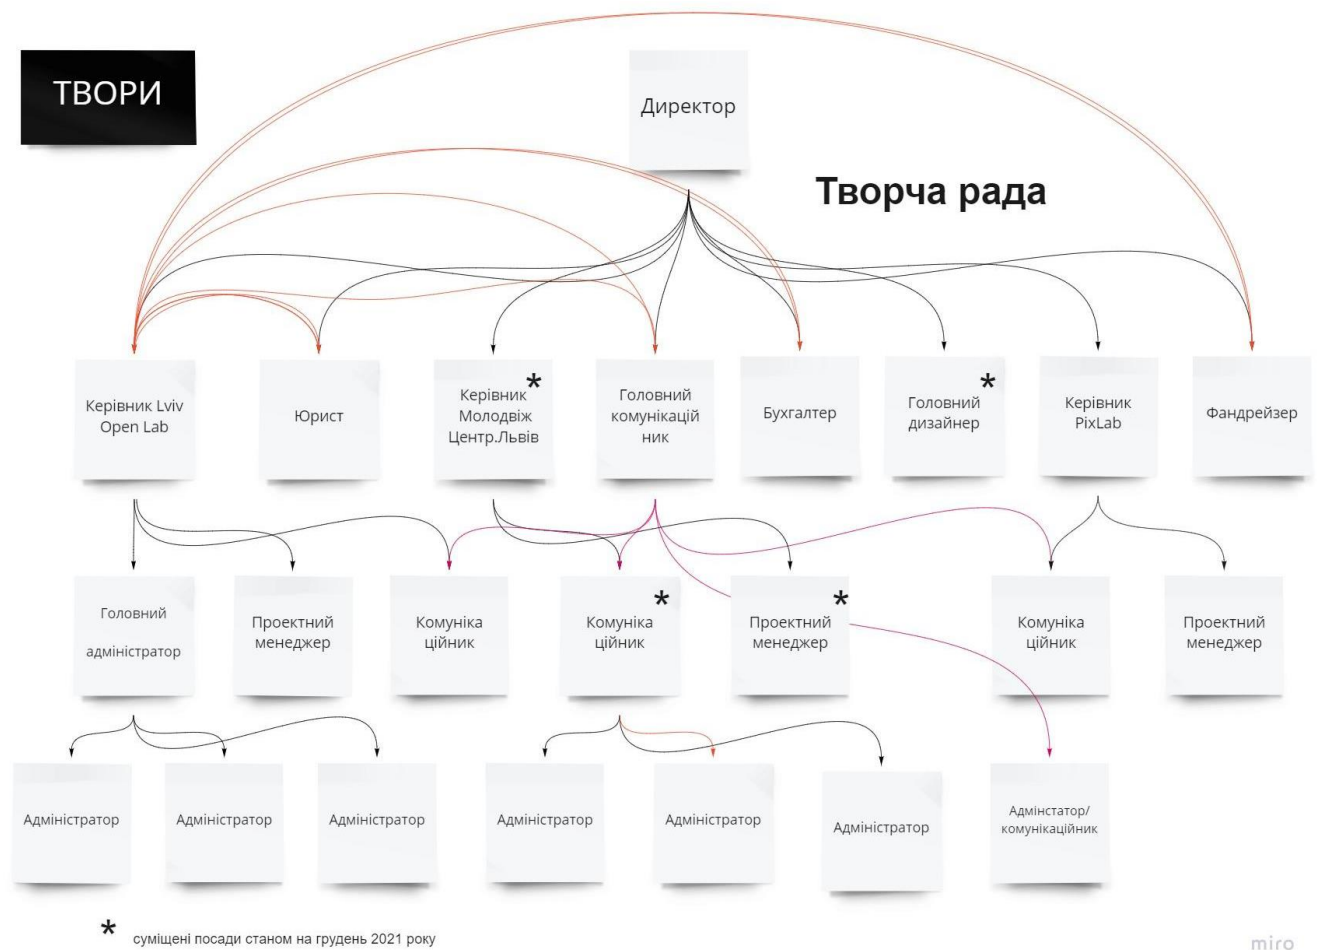 ТВОРИ
Директор
Творча рада
Керівник Lviv
Open Lab
Юрист
*
Керівник
Молодвіж
Центр.Львів
Головний
комунікацій
ник
Бухгалтер
*
Головний
дизайнер
Керівник
PixLab
Фандрейзер
Головний
адміністратор
Проектний
менеджер
Комуніка
ційник
*
Комуніка
ційник
*
Проектний
менеджер
Комуніка
ційник
Проектний
менеджер
Адміністратор
Адміністратор
Адміністратор
Адміністратор
Адміністратор
Адміністратор
Адмінстатор/
комунікаційник
* суміщені посади станом на грудень 2021 року
miro